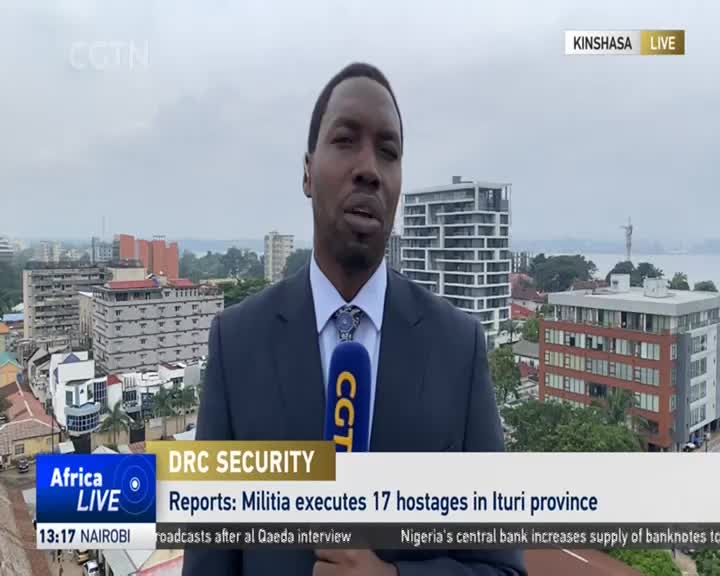 CGTN
KINSHASA LIVE
CGT
DRC SECURITY
Africa
LIVE
Reports: Militia executes 17 hostages in Ituri province
13:17 NAIROBI
roadcasts after al Qaeda interview Nigeria's central bank increases supply of banknotes to